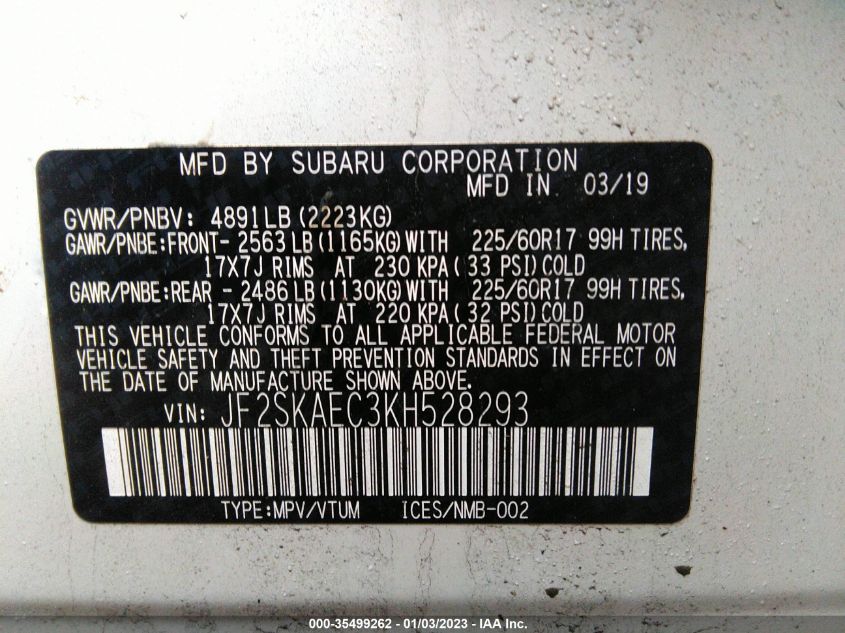 MFD BY SUBARU CORPORATION
MFD IN 03/19
GVWR/PNBV: 4891LB(2223KG)
GAWR/PNBE:FRONT- 2563LB(1165KG)WITH 225/60R17 99H TIRES,
17X7J RIMS AT 230 KPA( 33 PSI)COLD
GAWR/PNBE:REAR - 2486LB(1130KG)WITH 225/60R17 99H TIRES,
17X7J RIMS AT 220 KPA( 32 PSI)COLD
THIS VEHICLE CONFORMS TO ALL APPLICABLE FEDERAL MOTOR
VEHICLE SAFETY AND THEFT PREVENTION STANDARDS IN EFFECT ON
THE DATE OF MANUFACTURE SHOWN ABOVE.
VIN: JF2SKAEC3KH528293
TYPE:MPV/VTUM ICES/NMB-002
000-35499262 - 01/03/2023 - IAA Inc.